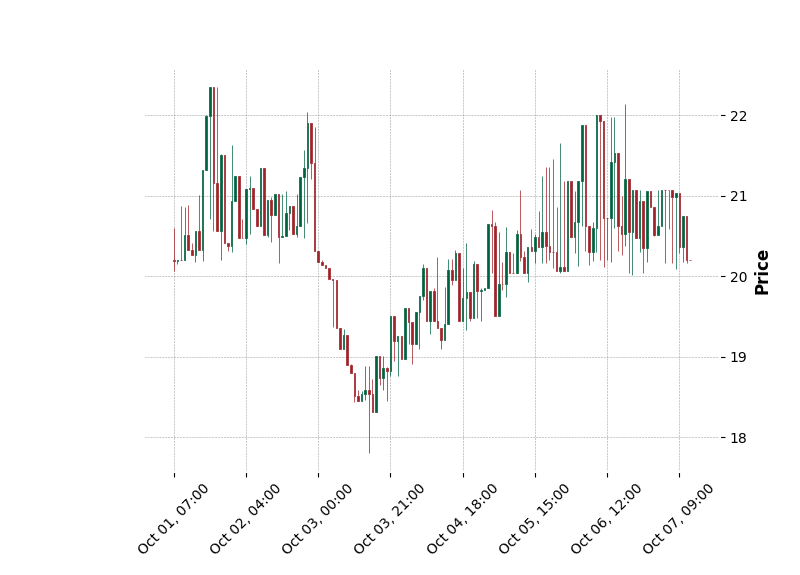 22
21
20
19
18
Price
Oct 01, 07:00
Oct 02, 04:00
Oct 03, 00:00
Oct 03, 21:00
Oct 04, 18:00
Oct 05, 15:00
Oct 06, 12:00
Oct 07, 09:00